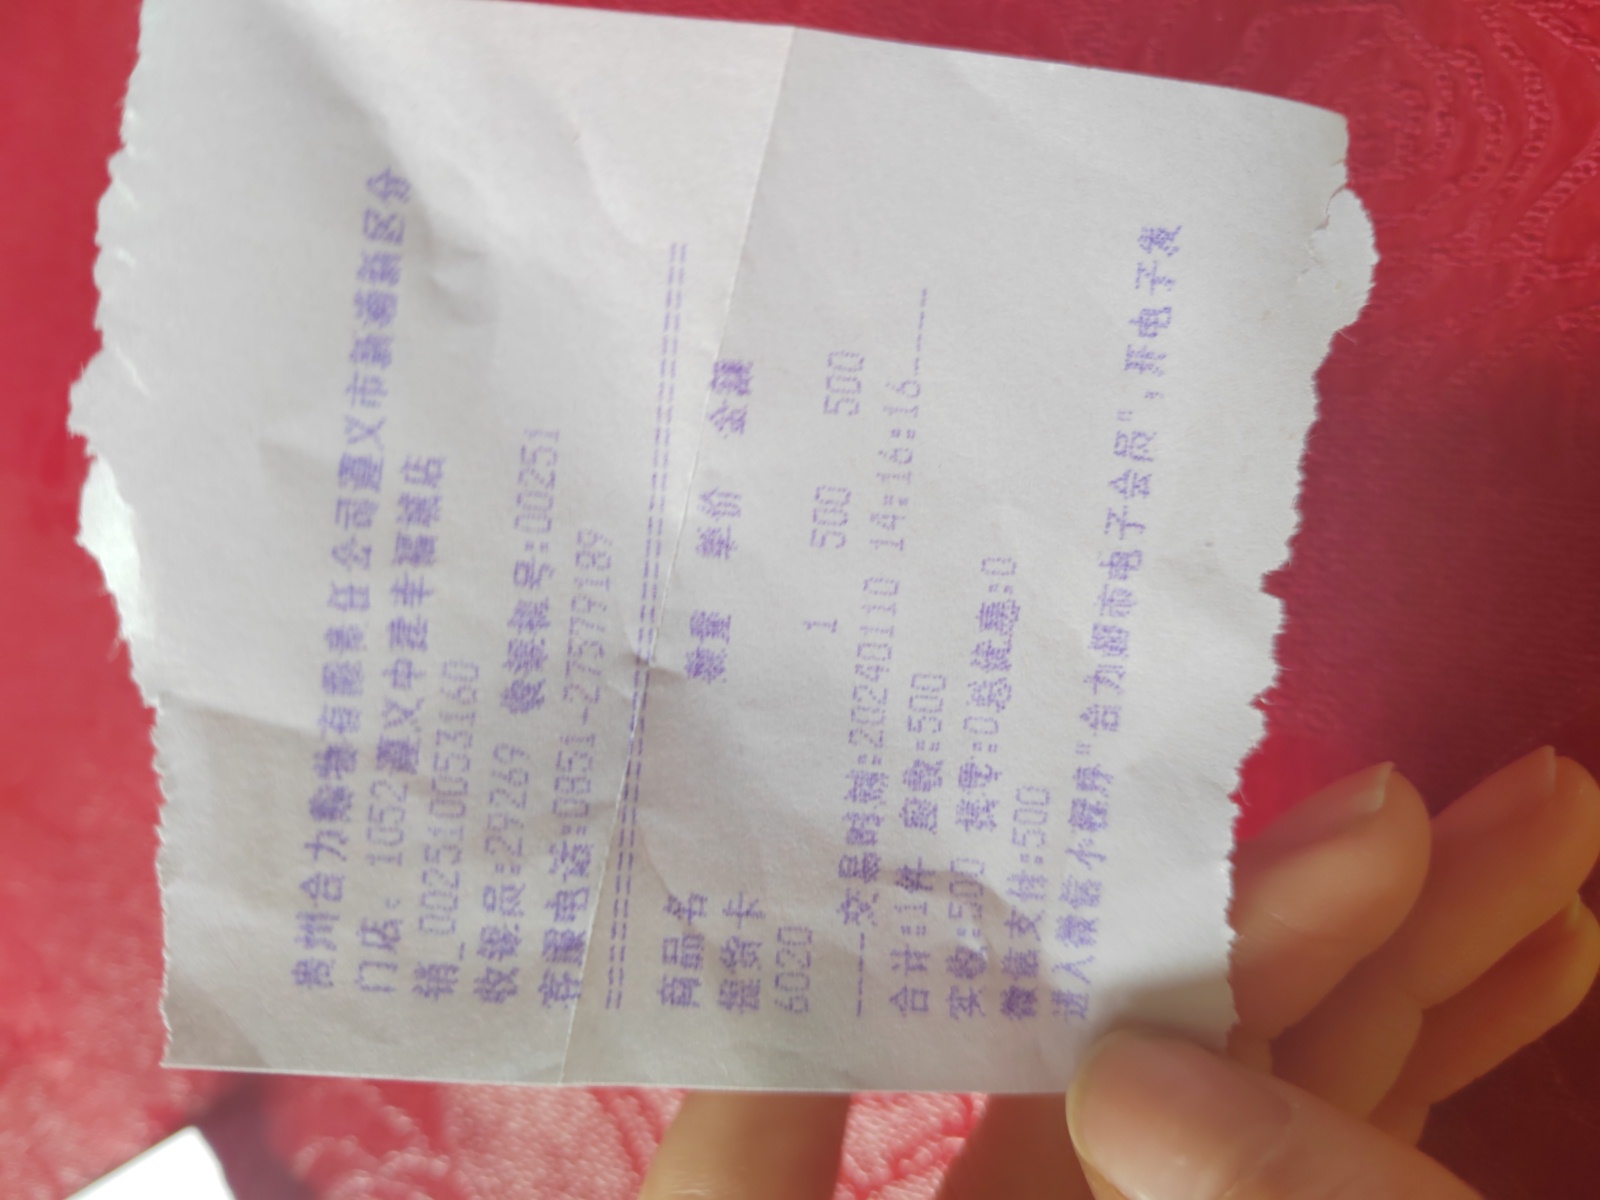 贵州合力购物有限责任公司遵义市新蒲新区分
门店: 1052遵义中建幸福城店
销_002510053160
收银员:29269 收银机号:00251
客服电话:0851-27579189
==========================================
商品名 数量 单价 金额
提货卡
6020 1 500 500
-----交易时间:20240110 14:16:16------
合计:1件 应收:500
实收:500 找零:0总优惠:0
微信支付:500
进入微信小程序"合力超市电子会员",开电子发